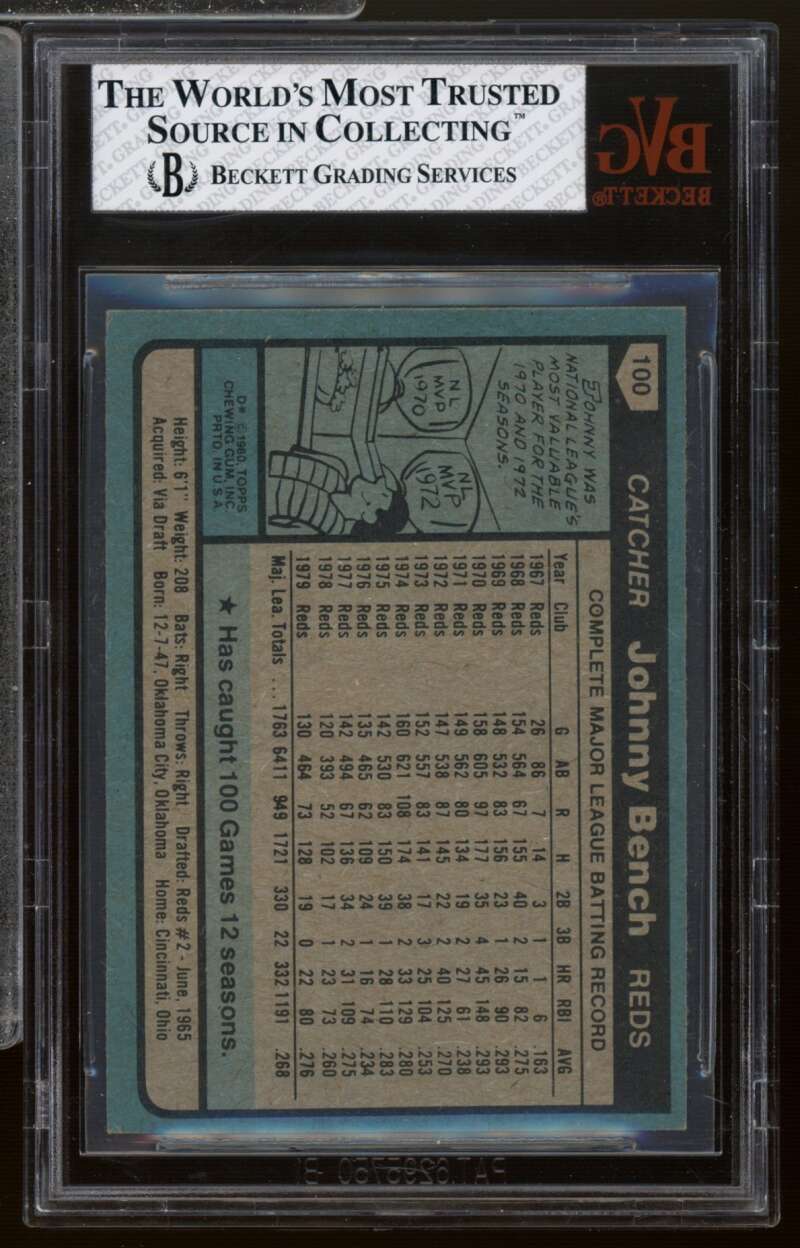 THE WORLD'S MOST TRUSTED
SOURCE IN COLLECTING™
B BECKETT GRADING SERVICES
BVG
BECKETT®
100 CATCHER Johnny Bench REDS
JOHNNY WAS
NATIONAL LEAGUE'S
MOST VALUABLE
PLAYER FOR THE
1970 AND 1972
SEASONS.
NL
MVP
1970
NL
MVP
1972
D* © 1980 TOPPS
CHEWING GUM, INC.
PRTD. IN U.S.A.
COMPLETE MAJOR LEAGUE BATTING RECORD
Year Club G AB R H 2B 3B HR RBI AVG
1967 Reds 26 86 7 14 3 1 1 6 .163
1968 Reds 154 564 67 155 40 2 15 82 .275
1969 Reds 148 532 83 156 23 1 26 90 .293
1970 Reds 158 605 97 177 35 4 45 148 .293
1971 Reds 149 562 80 134 19 2 27 61 .238
1972 Reds 147 538 87 145 22 2 40 125 .270
1973 Reds 152 557 83 141 17 3 25 104 .253
1974 Reds 160 621 108 174 38 2 33 129 .280
1975 Reds 142 530 83 150 39 1 28 110 .283
1976 Reds 135 465 62 109 24 1 16 74 .234
1977 Reds 142 494 67 136 34 2 31 109 .275
1978 Reds 120 393 52 102 17 1 23 73 .260
1979 Reds 130 464 73 128 19 0 22 80 .276
Maj. Lea. Totals ... 1763 6411 949 1721 330 22 332 1191 .268
★ Has caught 100 Games 12 seasons.
Height: 6'1" Weight: 208 Bats: Right Throws: Right Drafted: Reds #2 - June, 1965
Acquired: Via Draft Born: 12-7-47, Oklahoma City, Oklahoma Home: Cincinnati, Ohio